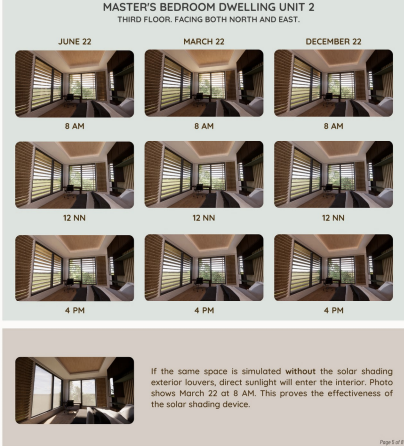 MASTER'S BEDROOM DWELLING UNIT 2
THIRD FLOOR. FACING BOTH NORTH AND EAST.
JUNE 22 MARCH 22 DECEMBER 22
8 AM 8 AM 8 AM
12 NN 12 NN 12 NN
4 PM 4 PM 4 PM
If the same space is simulated without the solar shading
exterior louvers, direct sunlight will enter the interior. Photo
shows March 22 at 8 AM. This proves the effectiveness of
the solar shading device.
Page 5 of 8